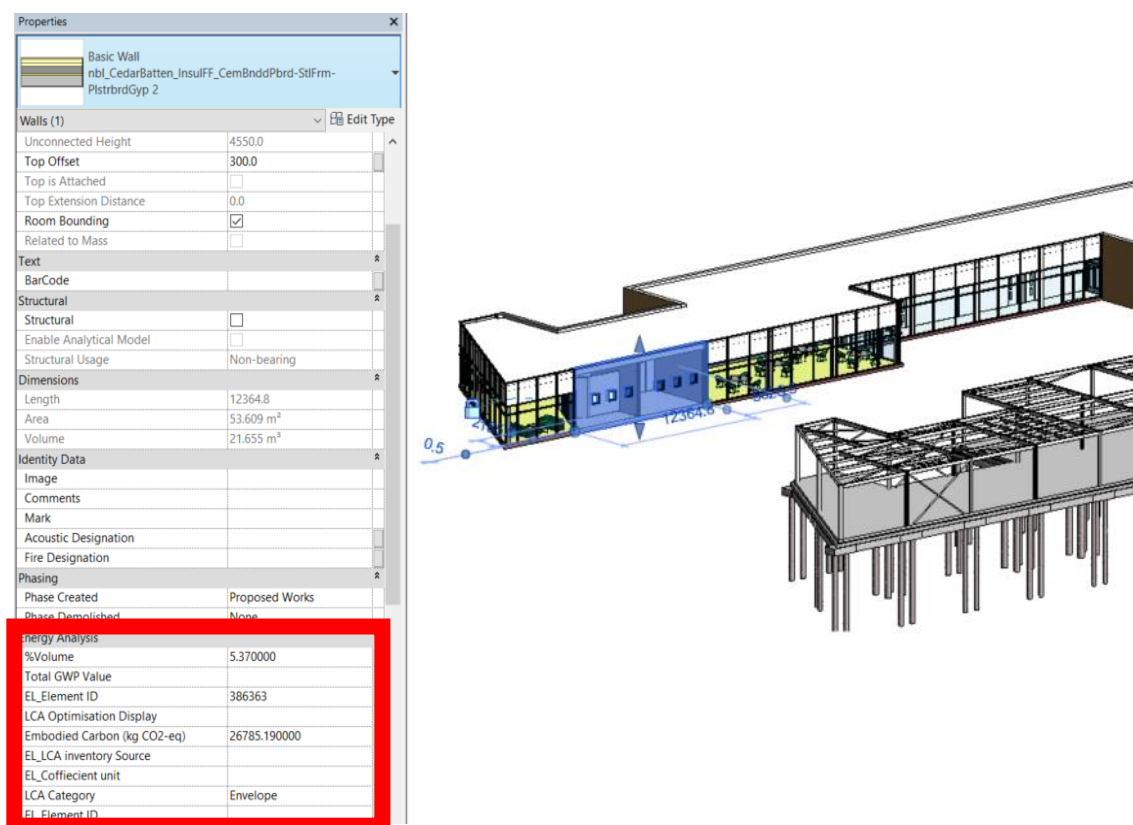 Properties
Basic Wall
nbl_CedarBatten_InsulFF_CemBnddPbrd-StlFrm-
PlstrbrdGyp 2
Walls (1) Edit Type
Unconnected Height 4550.0
Top Offset 300.0
Top is Attached
Top Extension Distance 0.0
Room Bounding
Related to Mass
Text
BarCode
Structural
Structural
Enable Analytical Model
Structural Usage Non-bearing
Dimensions
Length 12364.8
Area 53.609 m²
Volume 21.655 m³
Identity Data
Image
Comments
Mark
Acoustic Designation
Fire Designation
Phasing
Phase Created Proposed Works
Phase Demolished None
Energy Analysis
%Volume 5.370000
Total GWP Value
EL_Element ID 386363
LCA Optimisation Display
Embodied Carbon (kg CO2-eq) 26785.190000
EL_LCA inventory Source
EL_Coffiecient unit
LCA Category Envelope
EL_Element ID
0.5
12364.8